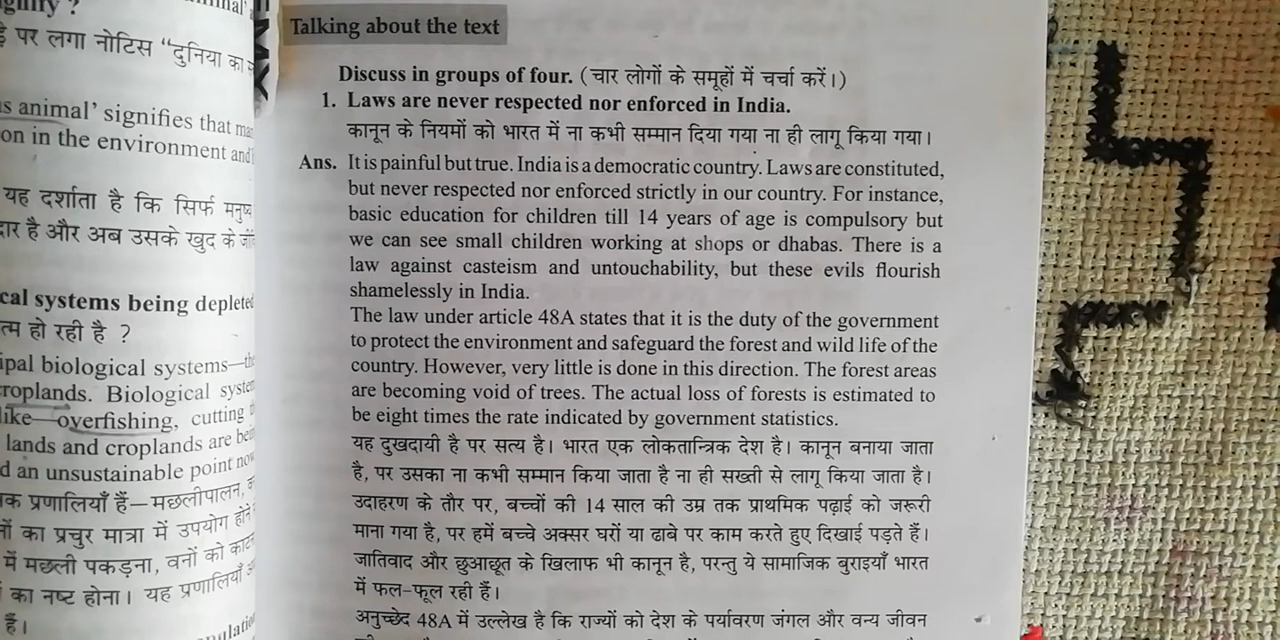 पर लगा नोटिस “दुनिया का
animal’ signifies that
on in the environment and
यह दर्शाता है कि सिर्फ मनुष्य
है और अब उसके खुद के
systems being depleted
हो रही है ?
biological systems—
croplands. Biological
like—overfishing, cutting
lands and croplands are
an unsustainable point now
प्रणालियाँ हैं–मछलीपालन,
का प्रचुर मात्रा में उपयोग होने
में मछली पकड़ना, वनों को काटना
का नष्ट होना। यह प्रणालियाँ
हैं।
Talking about the text
Discuss in groups of four. (चार लोगों के समूहों में चर्चा करें।)
1. Laws are never respected nor enforced in India.
कानून के नियमों को भारत में ना कभी सम्मान दिया गया ना ही लागू किया गया।
Ans. It is painful but true. India is a democratic country. Laws are constituted,
but never respected nor enforced strictly in our country. For instance,
basic education for children till 14 years of age is compulsory but
we can see small children working at shops or dhabas. There is a
law against casteism and untouchability, but these evils flourish
shamelessly in India.
The law under article 48A states that it is the duty of the government
to protect the environment and safeguard the forest and wild life of the
country. However, very little is done in this direction. The forest areas
are becoming void of trees. The actual loss of forests is estimated to
be eight times the rate indicated by government statistics.
यह दुखदायी है पर सत्य है। भारत एक लोकतान्त्रिक देश है। कानून बनाया जाता
है, पर उसका ना कभी सम्मान किया जाता है ना ही सख्ती से लागू किया जाता है।
उदाहरण के तौर पर, बच्चों की 14 साल की उम्र तक प्राथमिक पढ़ाई को जरूरी
माना गया है, पर हमें बच्चे अक्सर घरों या ढाबे पर काम करते हुए दिखाई पड़ते हैं।
जातिवाद और छुआछूत के खिलाफ भी कानून है, परन्तु ये सामाजिक बुराइयाँ भारत
में फल-फूल रही हैं।
अनुच्छेद 48A में उल्लेख है कि राज्यों को देश के पर्यावरण जंगल और वन्य जीवन